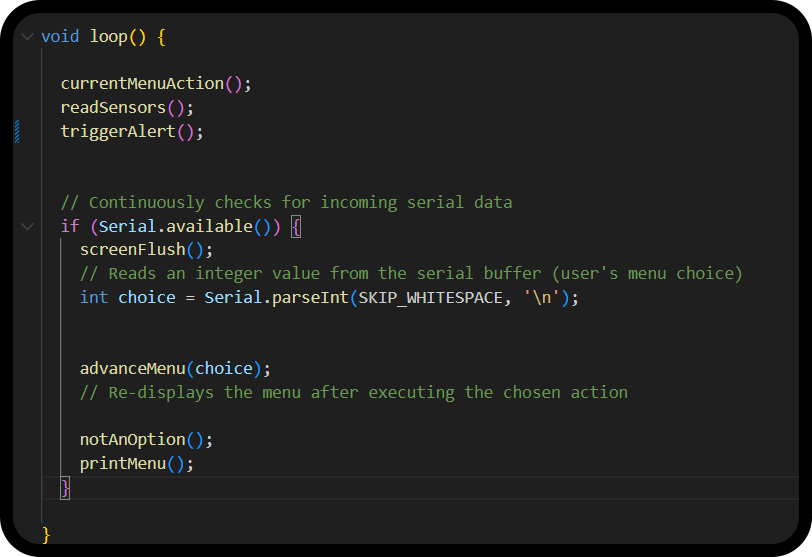 void loop() {
currentMenuAction();
readSensors();
triggerAlert();
// Continuously checks for incoming serial data
if (Serial.available()) {
screenFlush();
// Reads an integer value from the serial buffer (user's menu choice)
int choice = Serial.parseInt(SKIP_WHITESPACE, '\n');
advanceMenu(choice);
// Re-displays the menu after executing the chosen action
notAnOption();
printMenu();
}
}